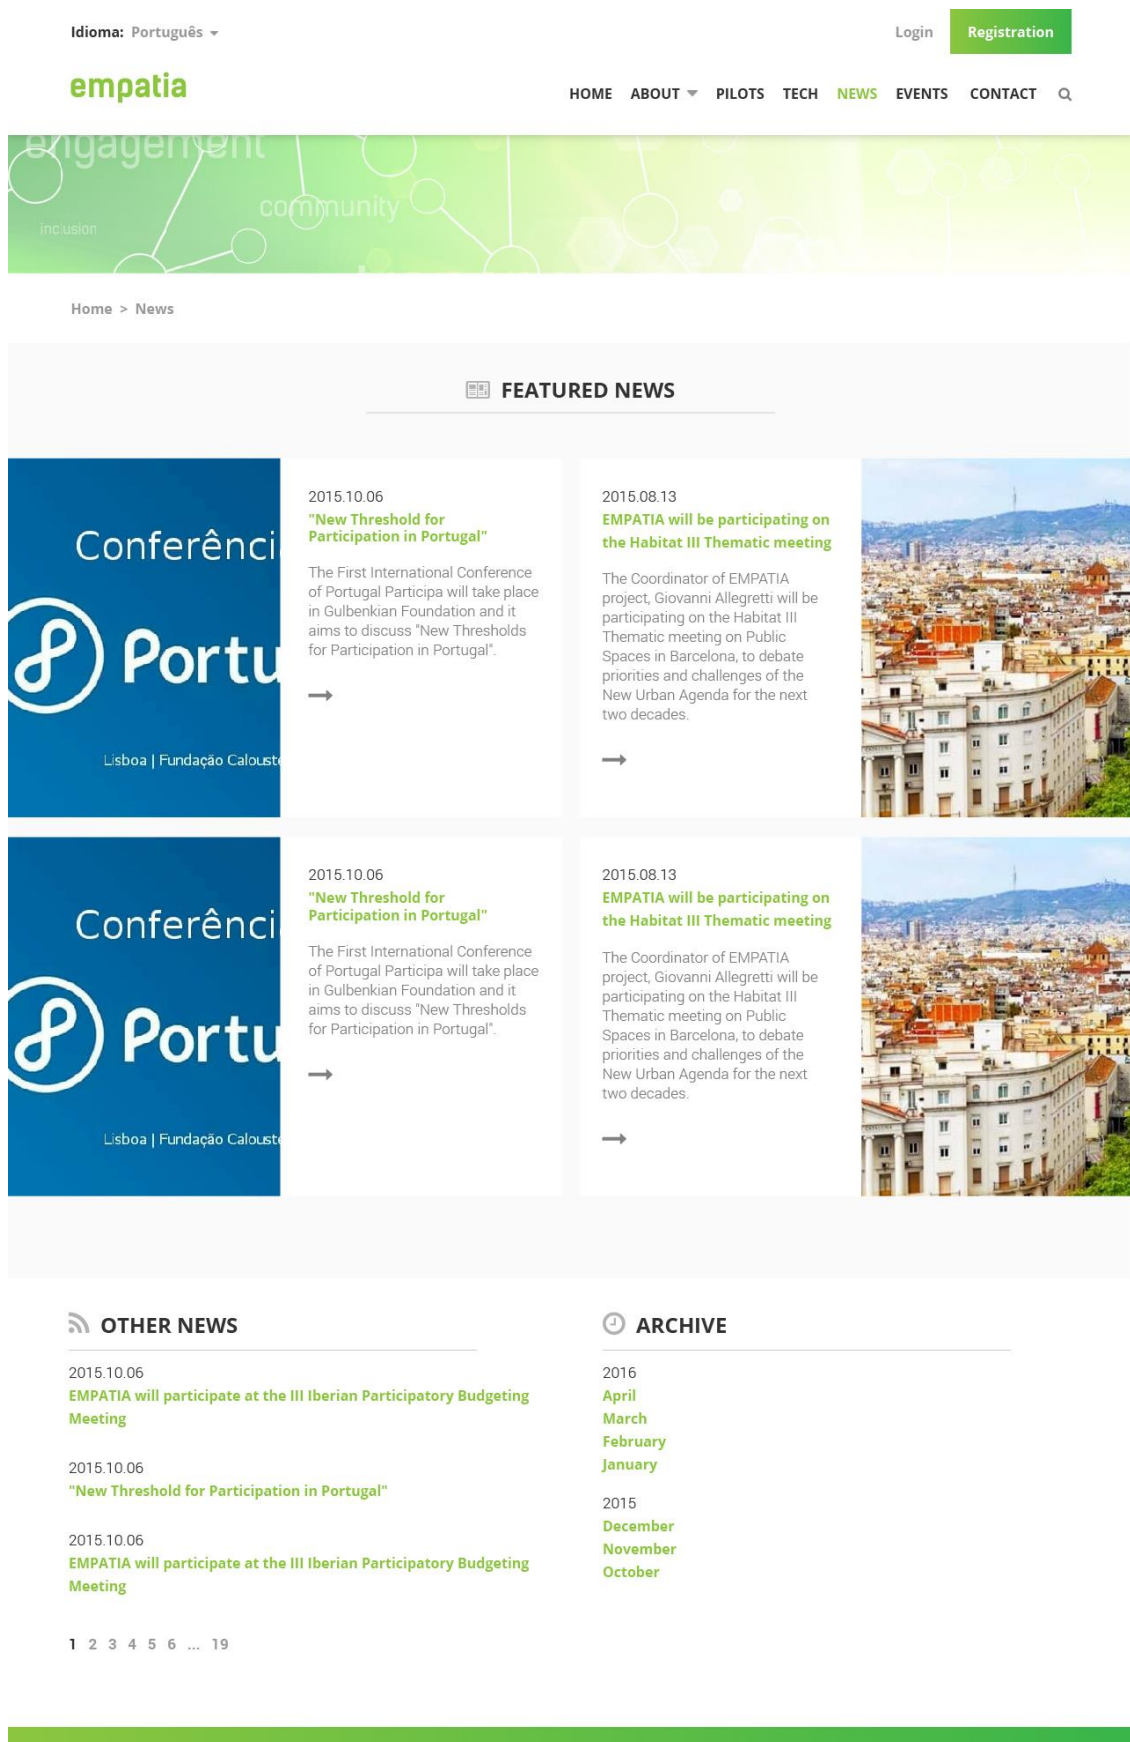 Idioma: Português
Login
Registration
empatia
HOME ABOUT PILOTS TECH NEWS EVENTS CONTACT
engagement
community
inclusion
Home > News
FEATURED NEWS
Conferênci
Portu
Lisboa | Fundação Calouste
2015.10.06
"New Threshold for
Participation in Portugal"
The First International Conference
of Portugal Participa will take place
in Gulbenkian Foundation and it
aims to discuss "New Thresholds
for Participation in Portugal".
2015.08.13
EMPATIA will be participating on
the Habitat III Thematic meeting
The Coordinator of EMPATIA
project, Giovanni Allegretti will be
participating on the Habitat III
Thematic meeting on Public
Spaces in Barcelona, to debate
priorities and challenges of the
New Urban Agenda for the next
two decades.
Conferênci
Portu
Lisboa | Fundação Calouste
2015.10.06
"New Threshold for
Participation in Portugal"
The First International Conference
of Portugal Participa will take place
in Gulbenkian Foundation and it
aims to discuss "New Thresholds
for Participation in Portugal".
2015.08.13
EMPATIA will be participating on
the Habitat III Thematic meeting
The Coordinator of EMPATIA
project, Giovanni Allegretti will be
participating on the Habitat III
Thematic meeting on Public
Spaces in Barcelona, to debate
priorities and challenges of the
New Urban Agenda for the next
two decades.
OTHER NEWS
2015.10.06
EMPATIA will participate at the III Iberian Participatory Budgeting
Meeting
2015.10.06
"New Threshold for Participation in Portugal"
2015.10.06
EMPATIA will participate at the III Iberian Participatory Budgeting
Meeting
1 2 3 4 5 6 ... 19
ARCHIVE
2016
April
March
February
January
2015
December
November
October